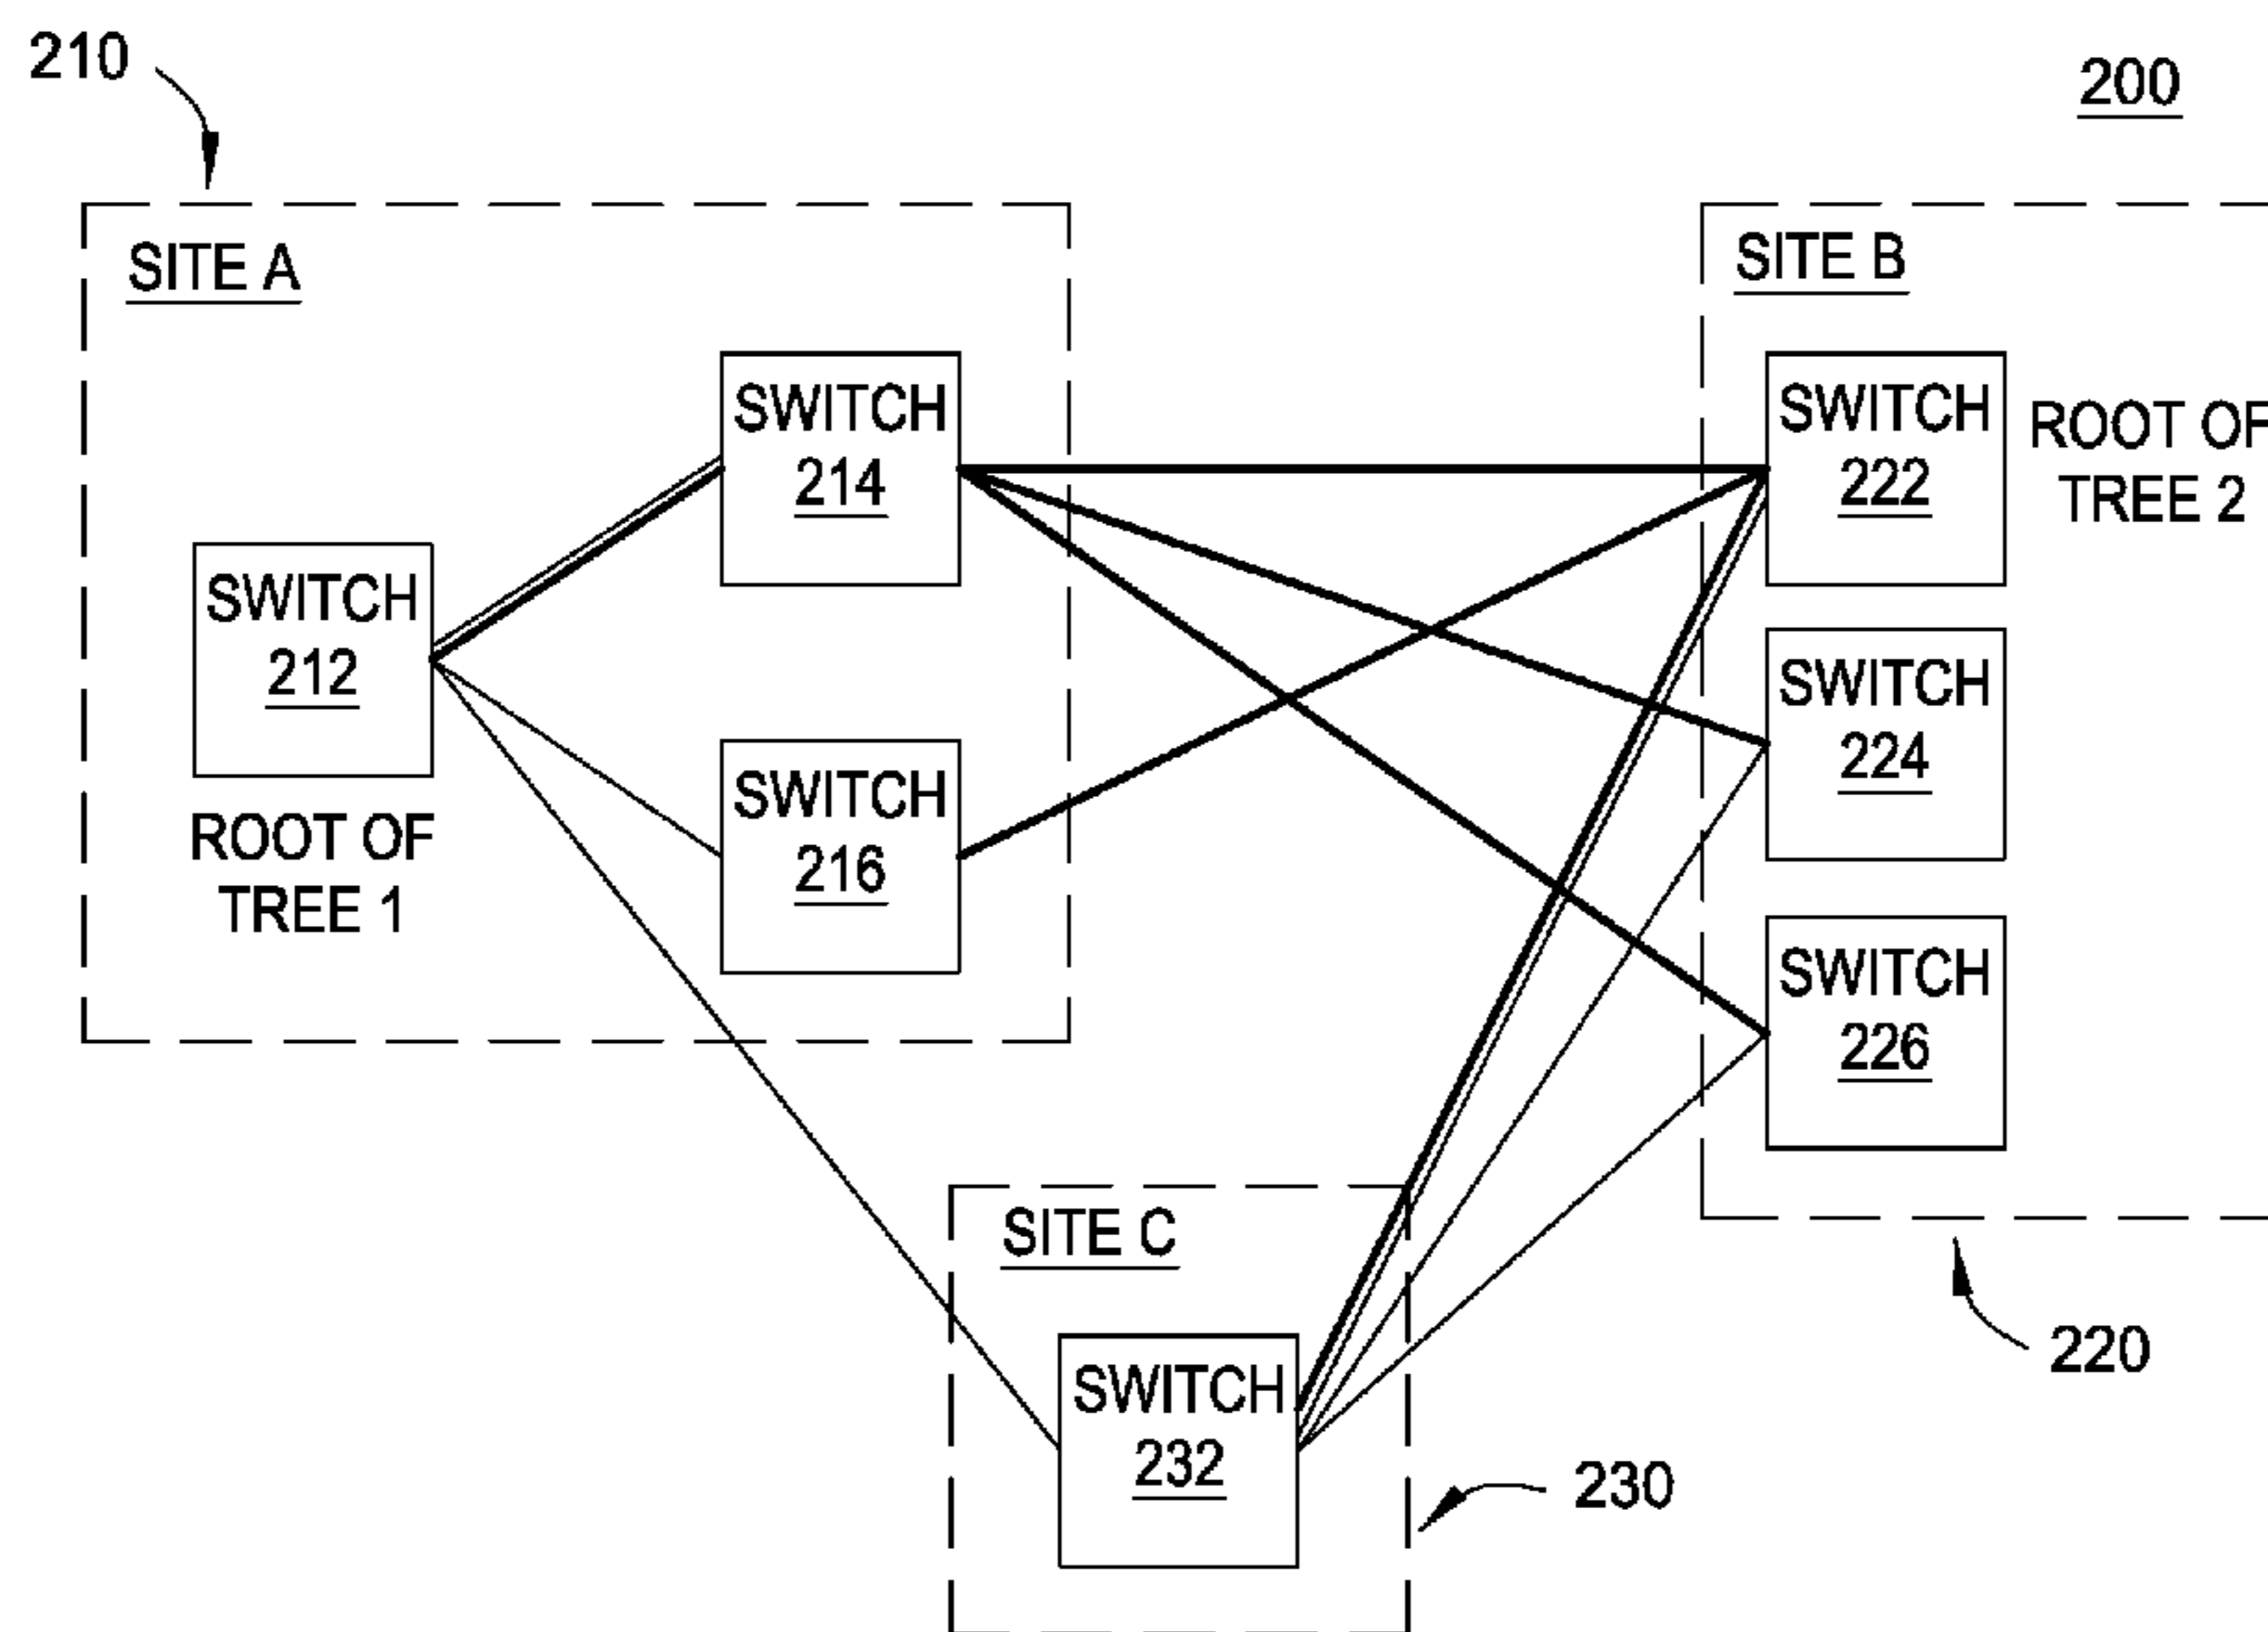 210
200
SITE A
SITE B
SWITCH
214
SWITCH
222
ROOT OF
TREE 2
SWITCH
212
ROOT OF
TREE 1
SWITCH
216
SWITCH
224
SWITCH
226
SITE C
SWITCH
232
220
230